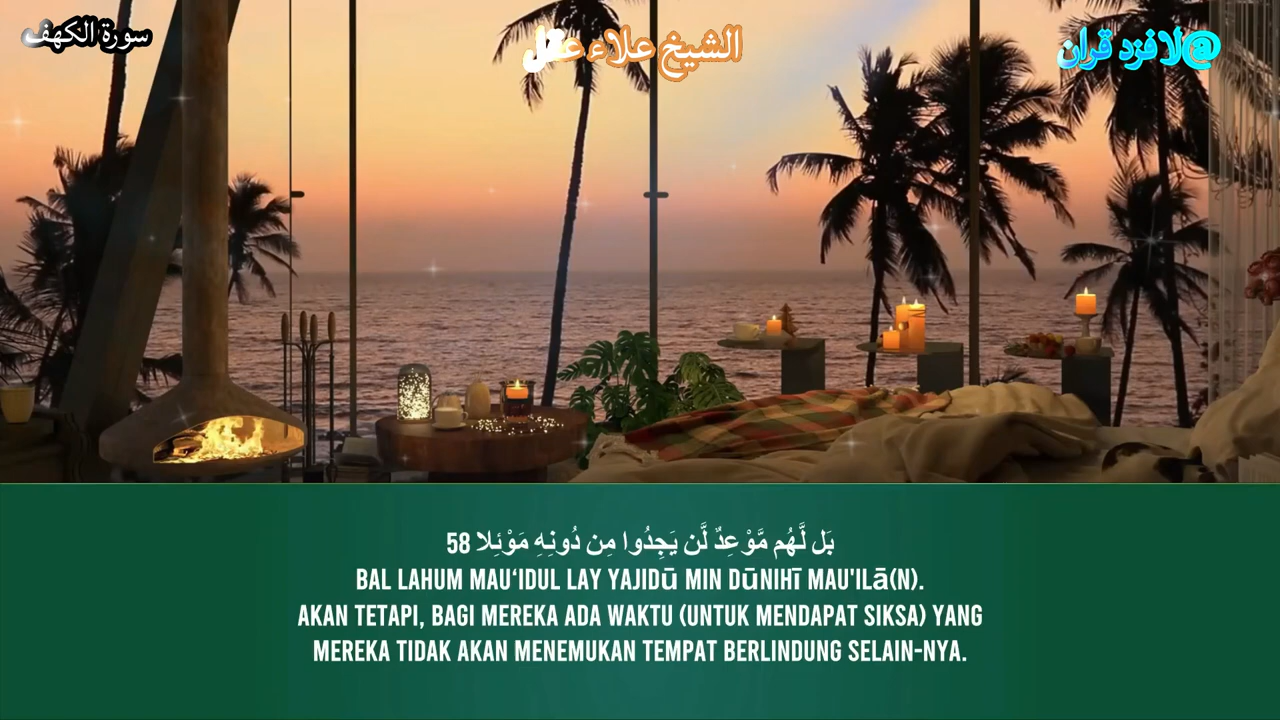 سورة الكهف
الشيخ علاء عقل
@لافزد قران
بَل لَّهُم مَّوْعِدٌ لَّن يَجِدُوا مِن دُونِهِ مَوْئِلا 58
BAL LAHUM MAU‘IDUL LAY YAJIDŪ MIN DŪNIHĪ MAU'ILĀ(N).
AKAN TETAPI, BAGI MEREKA ADA WAKTU (UNTUK MENDAPAT SIKSA) YANG
MEREKA TIDAK AKAN MENEMUKAN TEMPAT BERLINDUNG SELAIN-NYA.